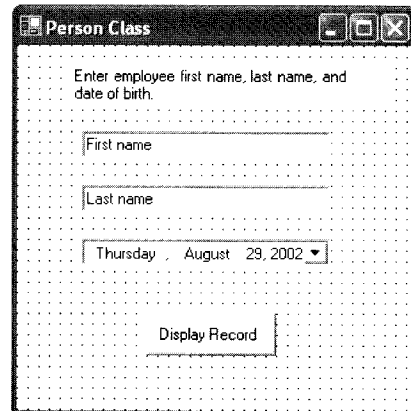 Person Class
Enter employee first name, last name, and
date of birth.
First name
Last name
Thursday , August 29, 2002
Display Record